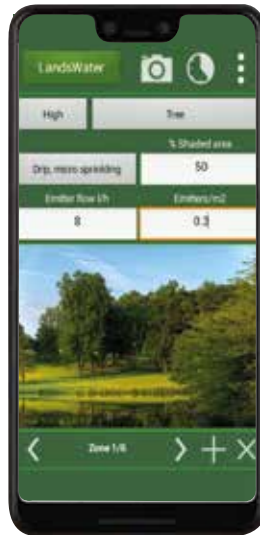 LandsWater
High Tree
% Shaded area
Drip, micro sprinkling 50
Emitter flow l/h Emitters/m2
8 0.3
Zone 1/6